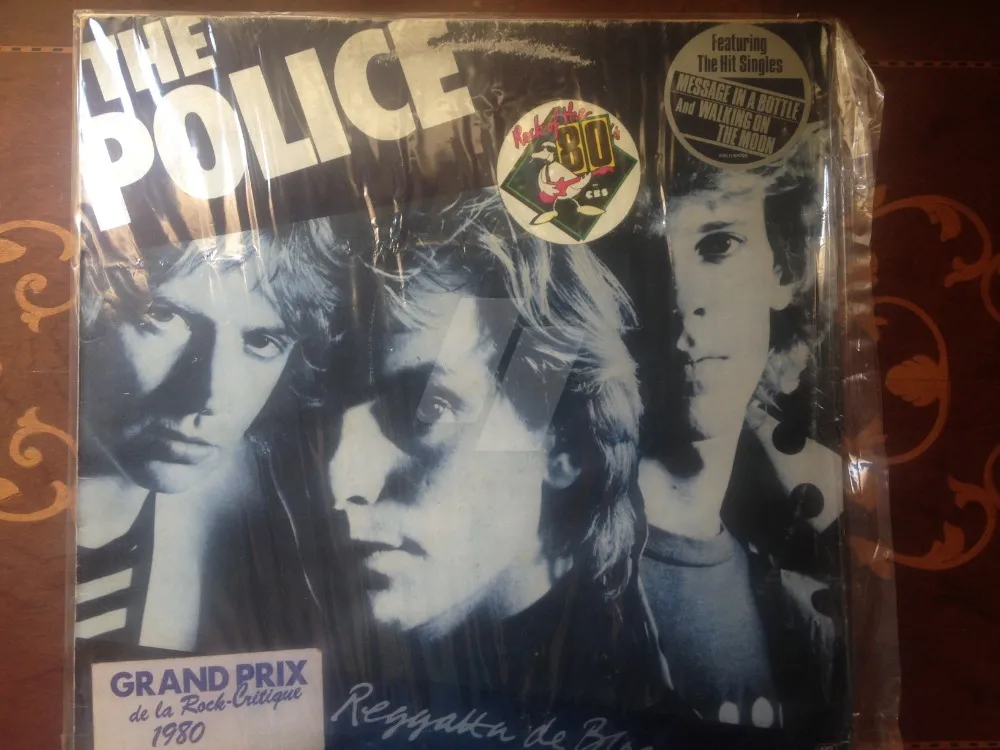 THE
POLICE
Featuring
The Hit Singles
MESSAGE IN A BOTTLE
And WALKING ON
THE MOON
Rock of the
80's
CBS
GRAND PRIX
de la Rock-Critique
1980
Reggatta de